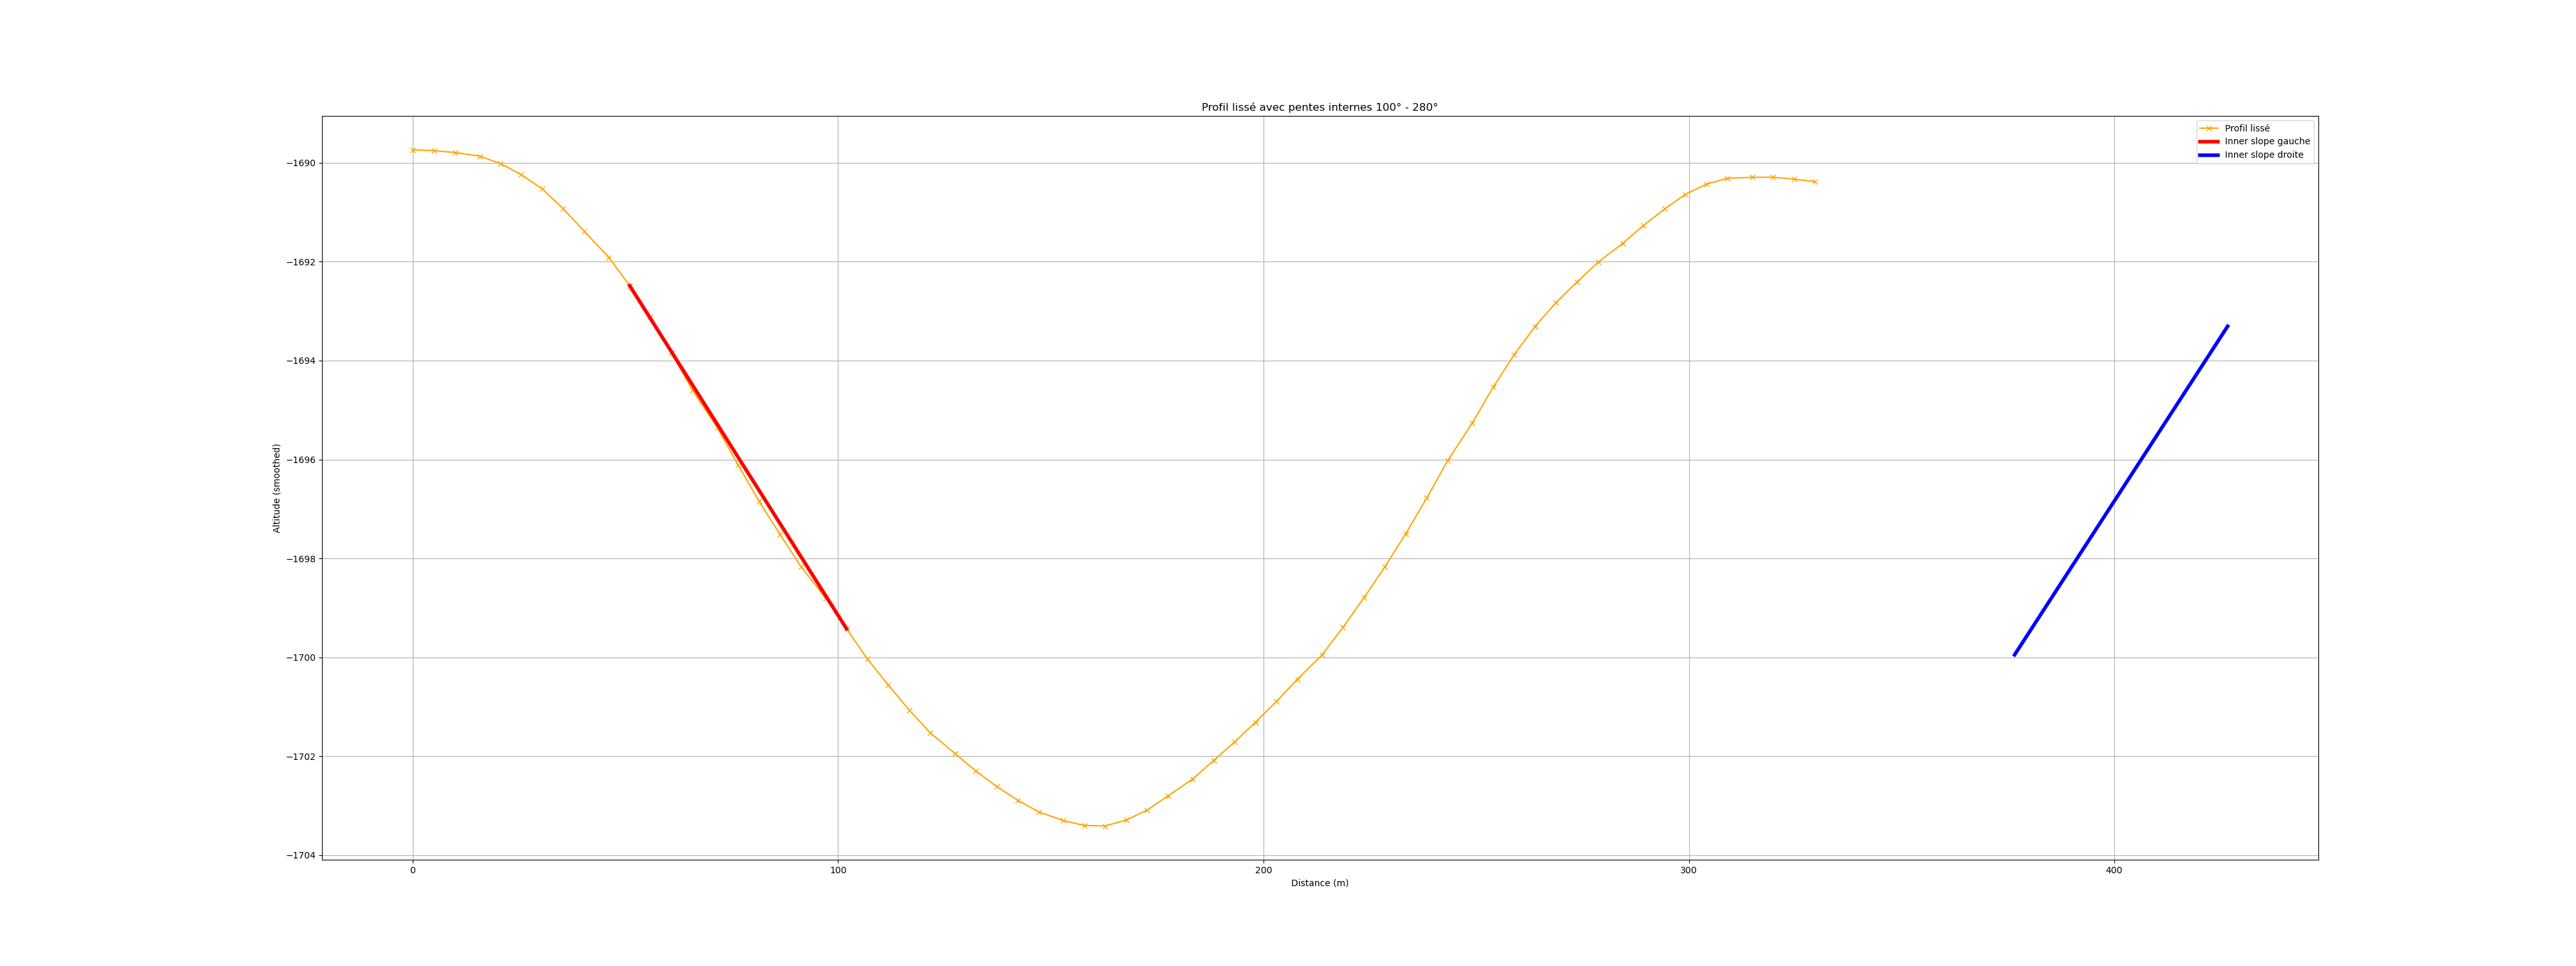 Profil lissé avec pentes internes 100° - 280°
Profil lissé
Inner slope gauche
Inner slope droite
Altitude (smoothed)
−1690
−1692
−1694
−1696
−1698
−1700
−1702
−1704
0
100
200
300
400
Distance (m)